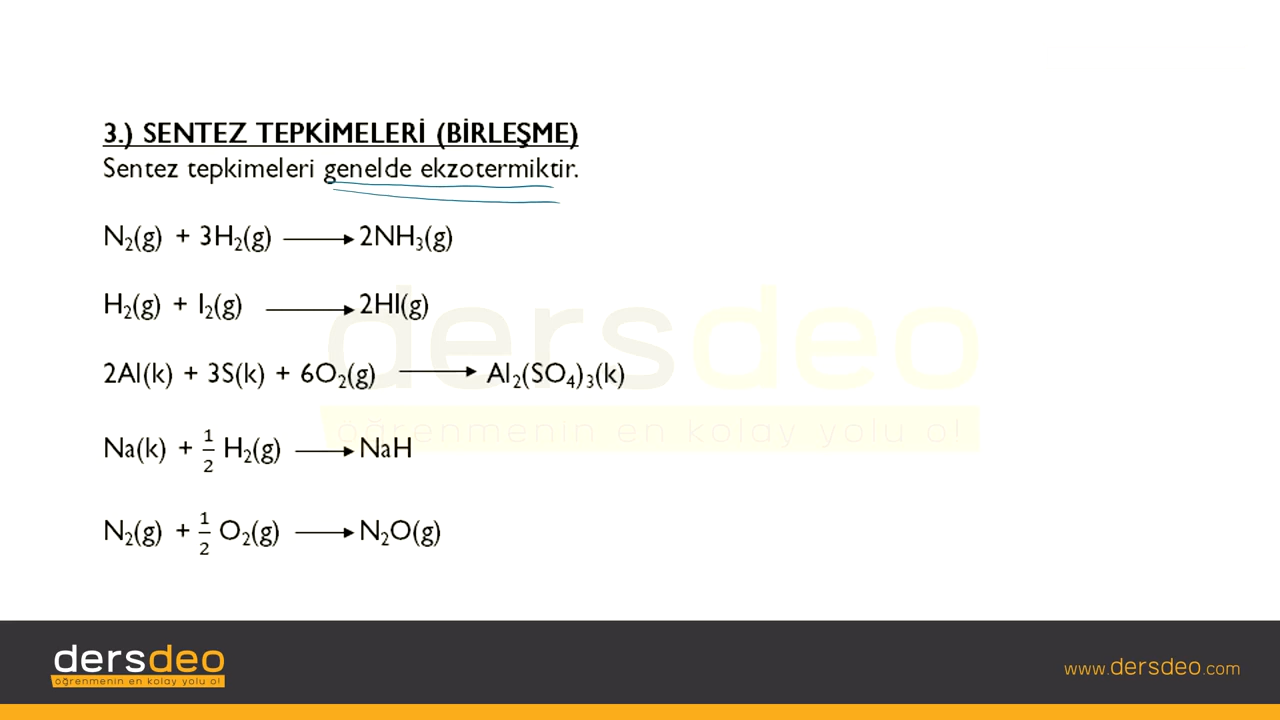 3.) SENTEZ TEPKİMELERİ (BİRLEŞME)
Sentez tepkimeleri genelde ekzotermiktir.
N₂(g) + 3H₂(g) ⟶ 2NH₃(g)
H₂(g) + I₂(g) ⟶ 2HI(g)
2Al(k) + 3S(k) + 6O₂(g) ⟶ Al₂(SO₄)₃(k)
Na(k) + 1/2 H₂(g) ⟶ NaH
N₂(g) + 1/2 O₂(g) ⟶ N₂O(g)
dersdeo
öğrenmenin en kolay yolu o!
dersdeo
öğrenmenin en kolay yolu o!
www.dersdeo.com